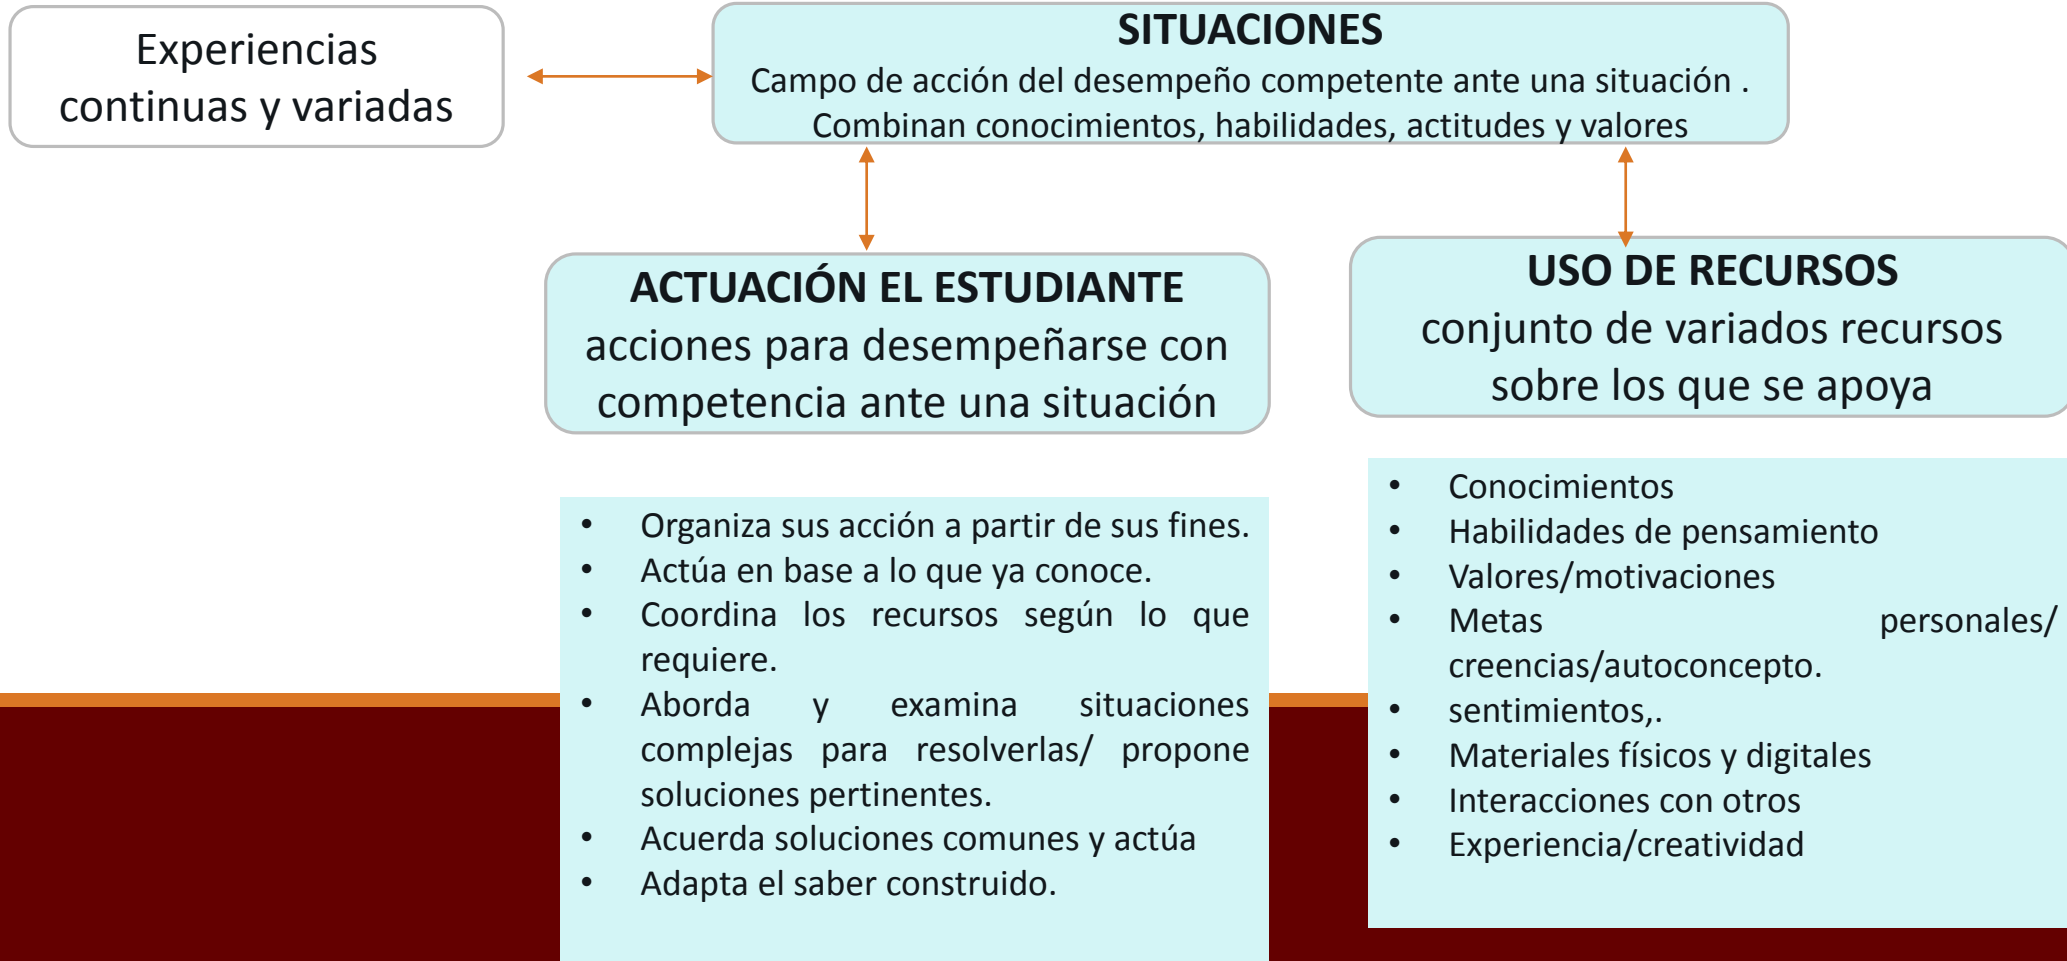 Experiencias
continuas y variadas
SITUACIONES
Campo de acción del desempeño competente ante una situación .
Combinan conocimientos, habilidades, actitudes y valores
ACTUACIÓN EL ESTUDIANTE
acciones para desempeñarse con
competencia ante una situación
USO DE RECURSOS
conjunto de variados recursos
sobre los que se apoya
• Organiza sus acción a partir de sus fines.
• Actúa en base a lo que ya conoce.
• Coordina los recursos según lo que
requiere.
• Aborda y examina situaciones
complejas para resolverlas/ propone
soluciones pertinentes.
• Acuerda soluciones comunes y actúa
• Adapta el saber construido.
• Conocimientos
• Habilidades de pensamiento
• Valores/motivaciones
• Metas personales/
creencias/autoconcepto.
• sentimientos,.
• Materiales físicos y digitales
• Interacciones con otros
• Experiencia/creatividad